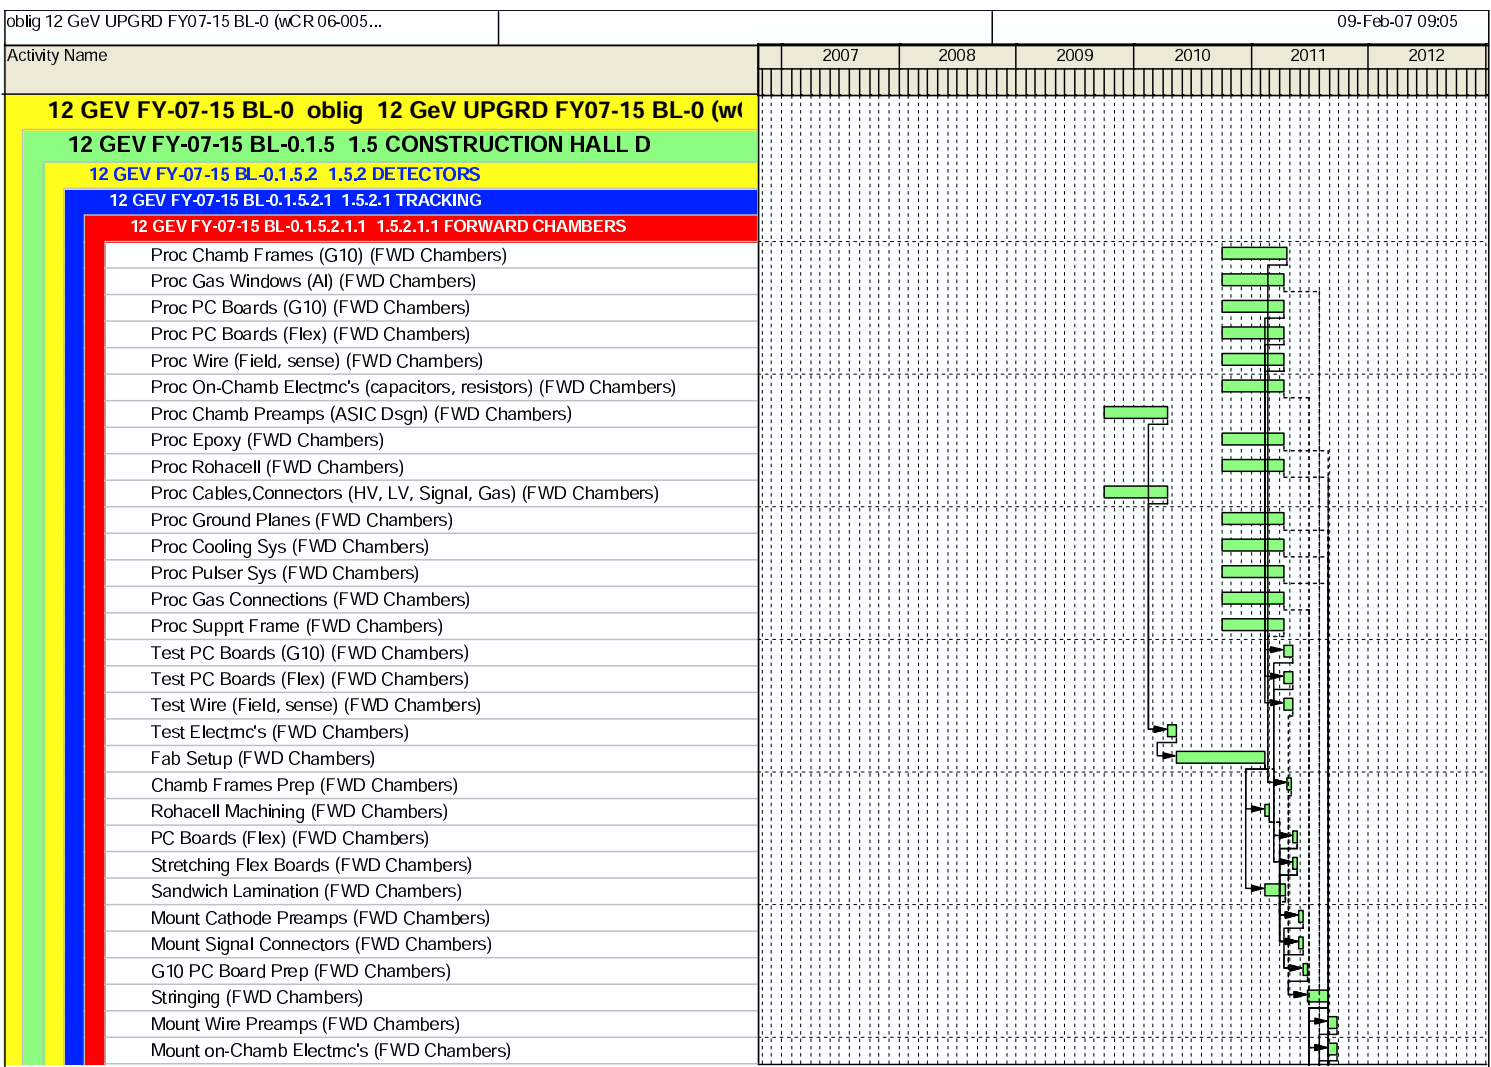 oblig 12 GeV UPGRD FY07-15 BL-0 (wCR 06-005...
09-Feb-07 09:05
Activity Name
2007 2008 2009 2010 2011 2012
12 GEV FY-07-15 BL-0 oblig 12 GeV UPGRD FY07-15 BL-0 (w
12 GEV FY-07-15 BL-0.1.5 1.5 CONSTRUCTION HALL D
12 GEV FY-07-15 BL-0.1.5.2 1.5.2 DETECTORS
12 GEV FY-07-15 BL-0.1.5.2.1 1.5.2.1 TRACKING
12 GEV FY-07-15 BL-0.1.5.2.1.1 1.5.2.1.1 FORWARD CHAMBERS
Proc Chamb Frames (G10) (FWD Chambers)
Proc Gas Windows (Al) (FWD Chambers)
Proc PC Boards (G10) (FWD Chambers)
Proc PC Boards (Flex) (FWD Chambers)
Proc Wire (Field, sense) (FWD Chambers)
Proc On-Chamb Electrnc's (capacitors, resistors) (FWD Chambers)
Proc Chamb Preamps (ASIC Dsgn) (FWD Chambers)
Proc Epoxy (FWD Chambers)
Proc Rohacell (FWD Chambers)
Proc Cables,Connectors (HV, LV, Signal, Gas) (FWD Chambers)
Proc Ground Planes (FWD Chambers)
Proc Cooling Sys (FWD Chambers)
Proc Pulser Sys (FWD Chambers)
Proc Gas Connections (FWD Chambers)
Proc Supprt Frame (FWD Chambers)
Test PC Boards (G10) (FWD Chambers)
Test PC Boards (Flex) (FWD Chambers)
Test Wire (Field, sense) (FWD Chambers)
Test Electrnc's (FWD Chambers)
Fab Setup (FWD Chambers)
Chamb Frames Prep (FWD Chambers)
Rohacell Machining (FWD Chambers)
PC Boards (Flex) (FWD Chambers)
Stretching Flex Boards (FWD Chambers)
Sandwich Lamination (FWD Chambers)
Mount Cathode Preamps (FWD Chambers)
Mount Signal Connectors (FWD Chambers)
G10 PC Board Prep (FWD Chambers)
Stringing (FWD Chambers)
Mount Wire Preamps (FWD Chambers)
Mount on-Chamb Electrnc's (FWD Chambers)